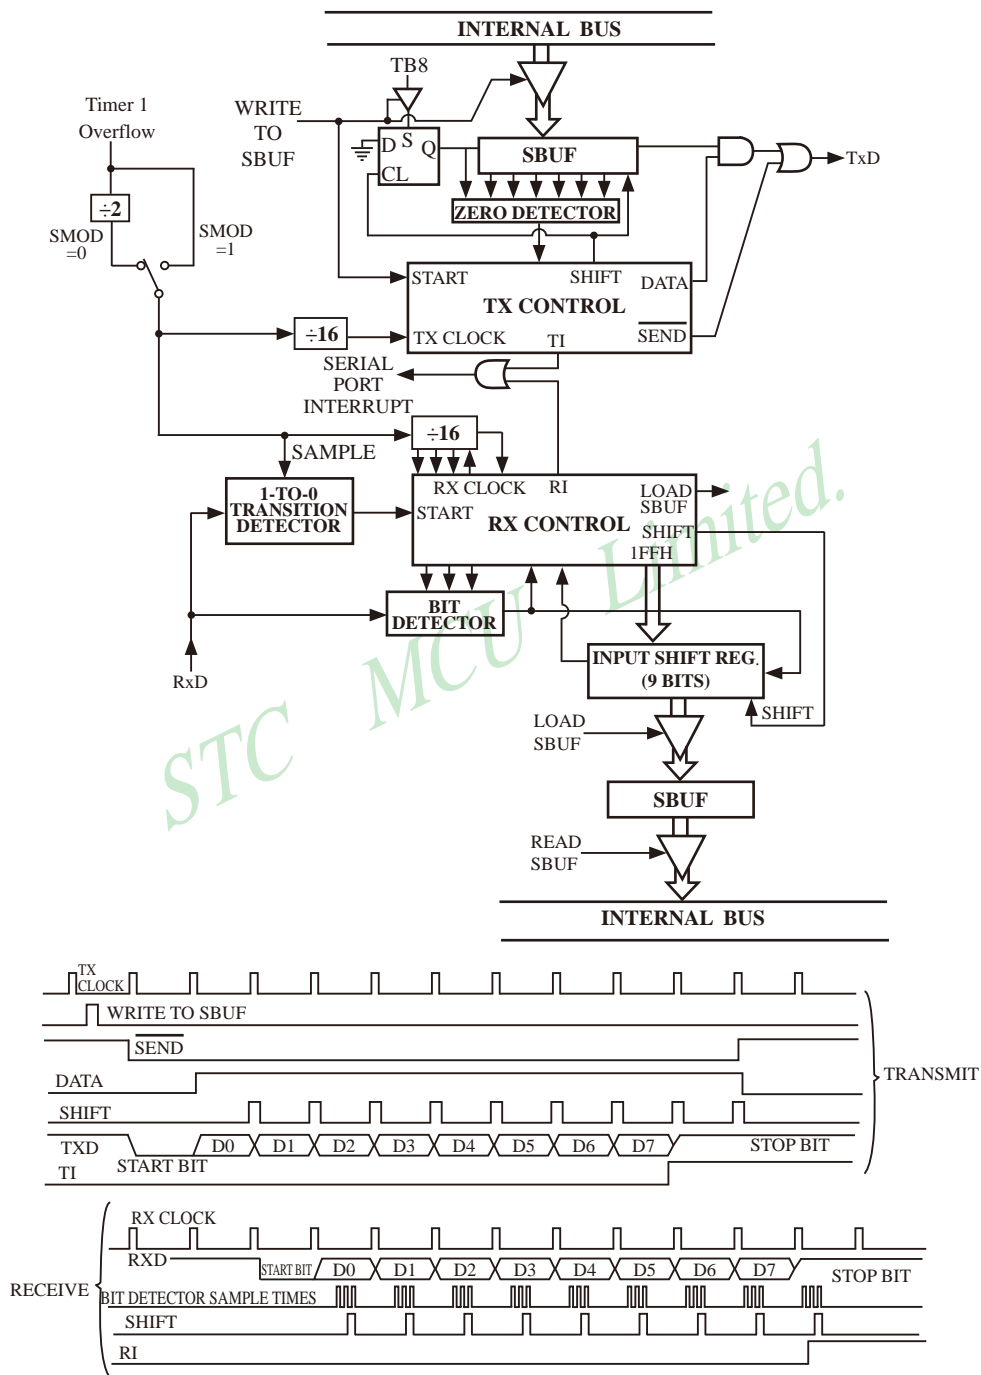 INTERNAL BUS
TB8
Timer 1
Overflow
WRITE
TO
SBUF
D S Q
CL
SBUF
TxD
ZERO DETECTOR
÷2
SMOD
=0
SMOD
=1
START
SHIFT
DATA
TX CONTROL
÷16
TX CLOCK
TI
SEND
SERIAL
PORT
INTERRUPT
÷16
SAMPLE
1-TO-0
TRANSITION
DETECTOR
RX CLOCK
RI
LOAD
SBUF
START
RX CONTROL
SHIFT
1FFH
BIT
DETECTOR
RxD
INPUT SHIFT REG.
(9 BITS)
SHIFT
LOAD
SBUF
SBUF
READ
SBUF
INTERNAL BUS
STC MCU Limited.
TX
CLOCK
WRITE TO SBUF
SEND
DATA
TRANSMIT
SHIFT
TXD
START BIT
D0 D1 D2 D3 D4 D5 D6 D7
STOP BIT
TI
RX CLOCK
RXD
START BIT
D0 D1 D2 D3 D4 D5 D6 D7
STOP BIT
RECEIVE
BIT DETECTOR SAMPLE TIMES
SHIFT
RI